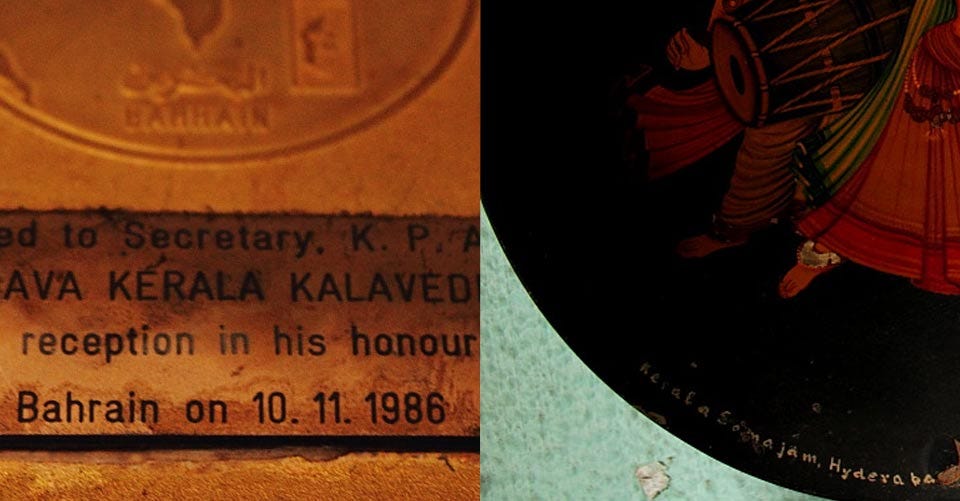 البحرين
BAHRAIN
ed to Secretary, K. P. A
AVA KERALA KALAVED
reception in his honour
Bahrain on 10. 11. 1986
Kerala Samajam, Hyderaba